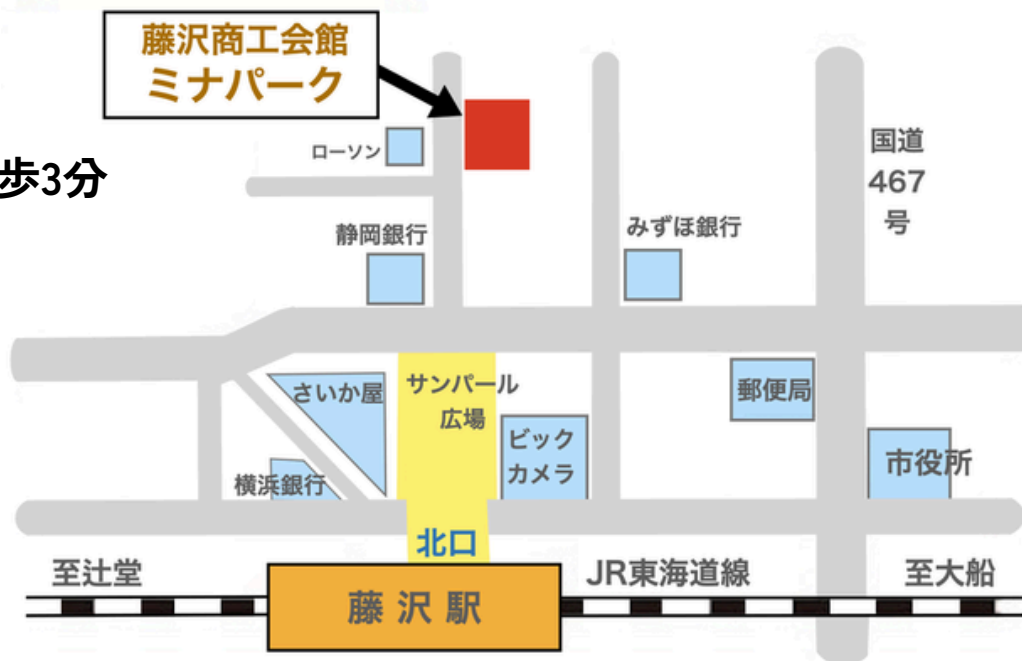 藤沢商工会館
ミナパーク
ローソン
歩3分
国道
467
号
静岡銀行
みずほ銀行
さいか屋
サンパール
広場
ビック
カメラ
郵便局
市役所
横浜銀行
北口
至辻堂
JR東海道線
至大船
藤沢駅